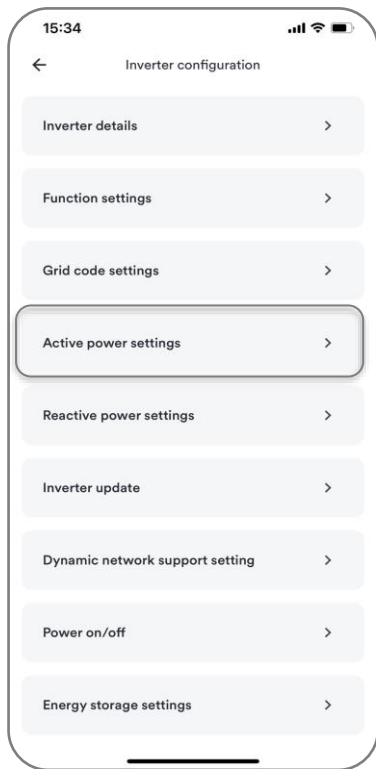 15:34
Inverter configuration
Inverter details
Function settings
Grid code settings
Active power settings
Reactive power settings
Inverter update
Dynamic network support setting
Power on/off
Energy storage settings